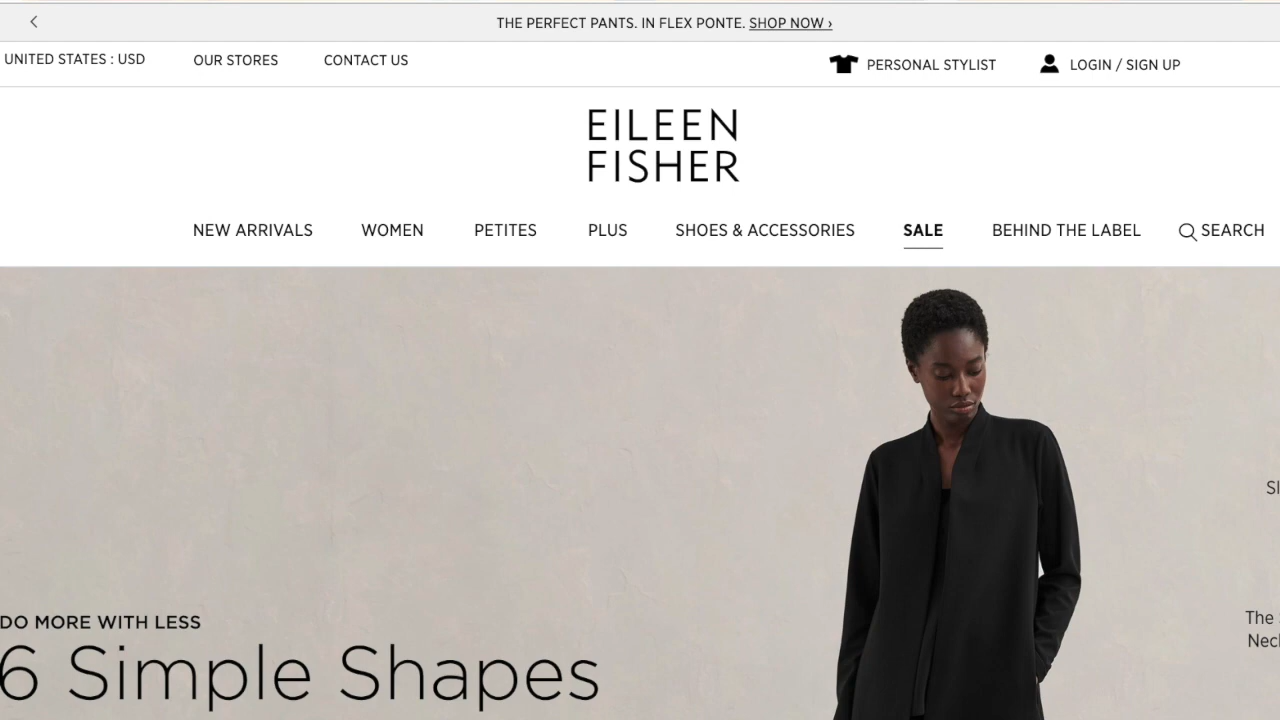 THE PERFECT PANTS. IN FLEX PONTE. SHOP NOW ›
UNITED STATES : USD OUR STORES CONTACT US PERSONAL STYLIST LOGIN / SIGN UP
EILEEN
FISHER
NEW ARRIVALS WOMEN PETITES PLUS SHOES & ACCESSORIES SALE BEHIND THE LABEL SEARCH
DO MORE WITH LESS
6 Simple Shapes
The